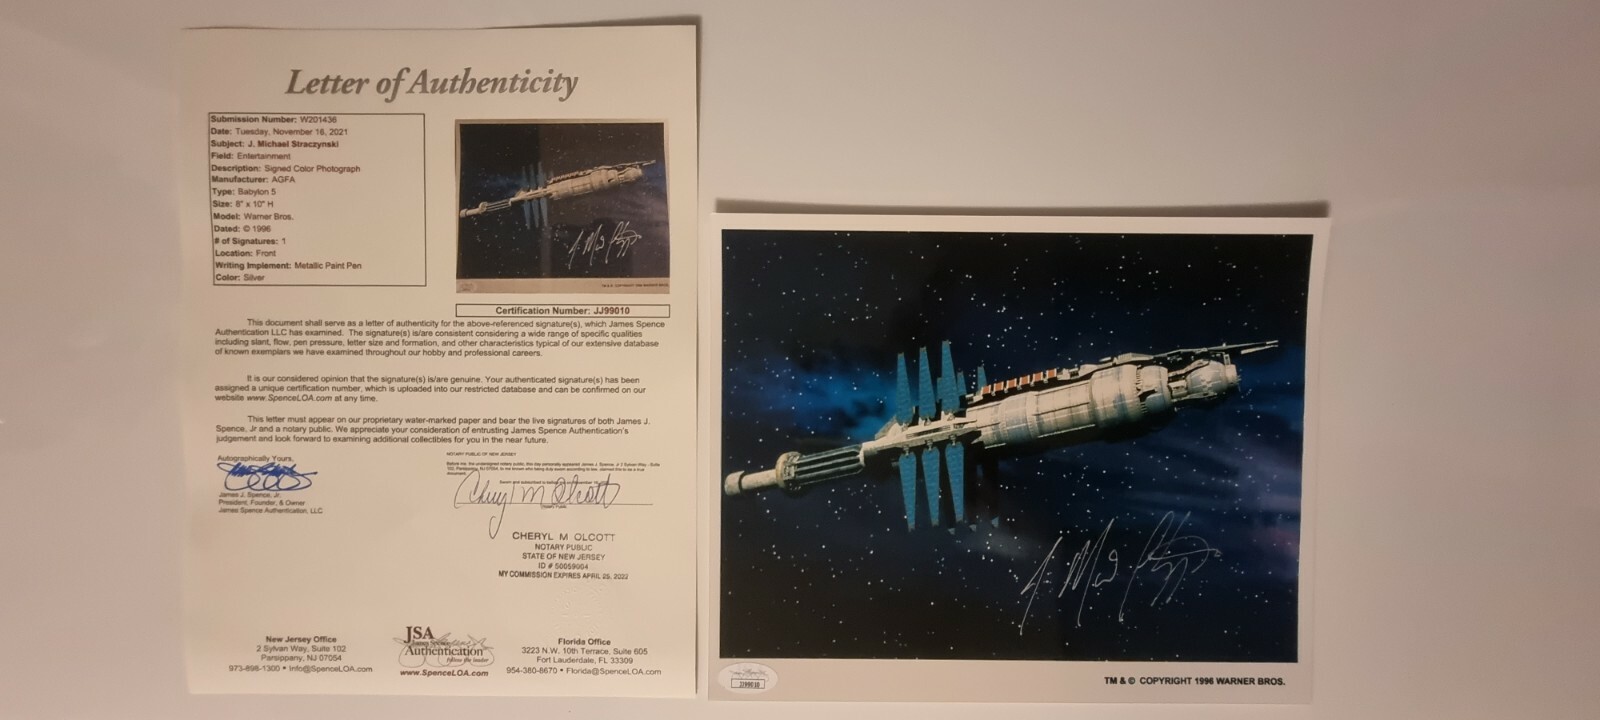 Letter of Authenticity
Submission Number: W201436
Date: Tuesday, November 16, 2021
Subject: J. Michael Straczynski
Field: Entertainment
Description: Signed Color Photograph
Manufacturer: AGFA
Type: Babylon 5
Size: 8" x 10" H
Model: Warner Bros.
Dated: © 1996
# of Signatures: 1
Location: Front
Writing Implement: Metallic Paint Pen
Color: Silver
Certification Number: JJ99010
This document shall serve as a letter of authenticity for the above-referenced signature(s), which James Spence
Authentication LLC has examined. The signature(s) is/are consistent considering a wide range of specific qualities
including slant, flow, pen pressure, letter size and formation, and other characteristics typical of our extensive database
of known exemplars we have examined throughout our hobby and professional careers.
It is our considered opinion that the signature(s) is/are genuine. Your authenticated signature(s) has been
assigned a unique certification number, which is uploaded into our restricted database and can be confirmed on our
website www.SpenceLOA.com at any time.
This letter must appear on our proprietary water-marked paper and bear the live signatures of both James J.
Spence, Jr and a notary public. We appreciate your consideration of entrusting James Spence Authentication's
judgement and look forward to examining additional collectibles for you in the near future.
Autographically Yours,
James J. Spence, Jr.
President, Founder, & Owner
James Spence Authentication, LLC
NOTARY PUBLIC OF NEW JERSEY
Cheryl M Olcott
CHERYL M OLCOTT
NOTARY PUBLIC
STATE OF NEW JERSEY
ID # 50059004
MY COMMISSION EXPIRES APRIL 25, 2022
New Jersey Office
2 Sylvan Way, Suite 102
Parsippany, NJ 07054
973-898-1300 • Info@SpenceLOA.com
JSA
James Spence
Authentication
www.SpenceLOA.com
Florida Office
3223 N.W. 10th Terrace, Suite 605
Fort Lauderdale, FL 33309
954-380-8670 • Florida@SpenceLOA.com
JJ99010
TM & © COPYRIGHT 1996 WARNER BROS.